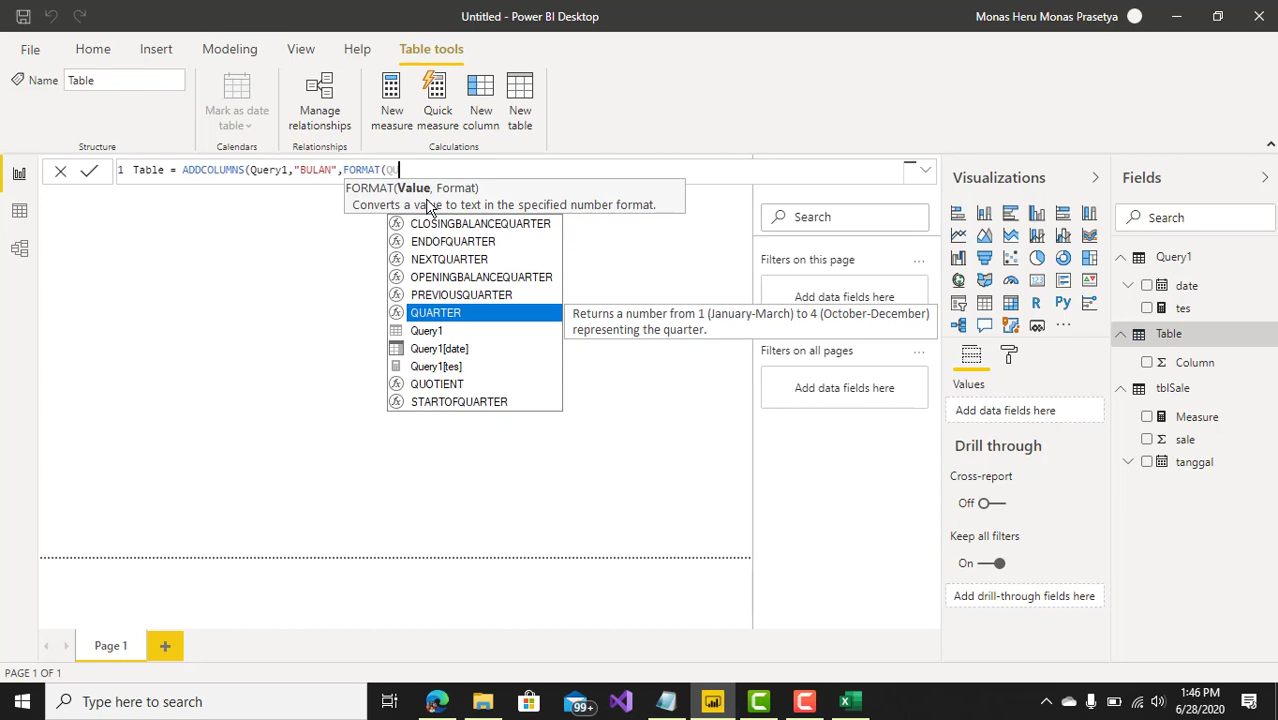 Untitled - Power BI Desktop
Monas Heru Monas Prasetya
File Home Insert Modeling View Help Table tools
Name Table
Mark as date table
Manage relationships
New measure
Quick measure
New column
New table
Structure
Calendars
Relationships
Calculations
1 Table = ADDCOLUMNS(Query1,"BULAN",FORMAT(QU
FORMAT(Value, Format)
Converts a value to text in the specified number format.
CLOSINGBALANCEQUARTER
ENDOFQUARTER
NEXTQUARTER
OPENINGBALANCEQUARTER
PREVIOUSQUARTER
QUARTER
Query1
Query1[date]
Query1[tes]
QUOTIENT
STARTOFQUARTER
Returns a number from 1 (January-March) to 4 (October-December)
representing the quarter.
Search
Filters on this page ...
Add data fields here
Filters on all pages ...
Add data fields here
Visualizations
R Py
...
Values
Add data fields here
Drill through
Cross-report
Off
Keep all filters
On
Add drill-through fields here
Fields
Search
Query1
date
tes
Table
Σ Column
tblSale
Measure
Σ sale
tanggal
Page 1
PAGE 1 OF 1
Type here to search
99+
1:46 PM
6/28/2020